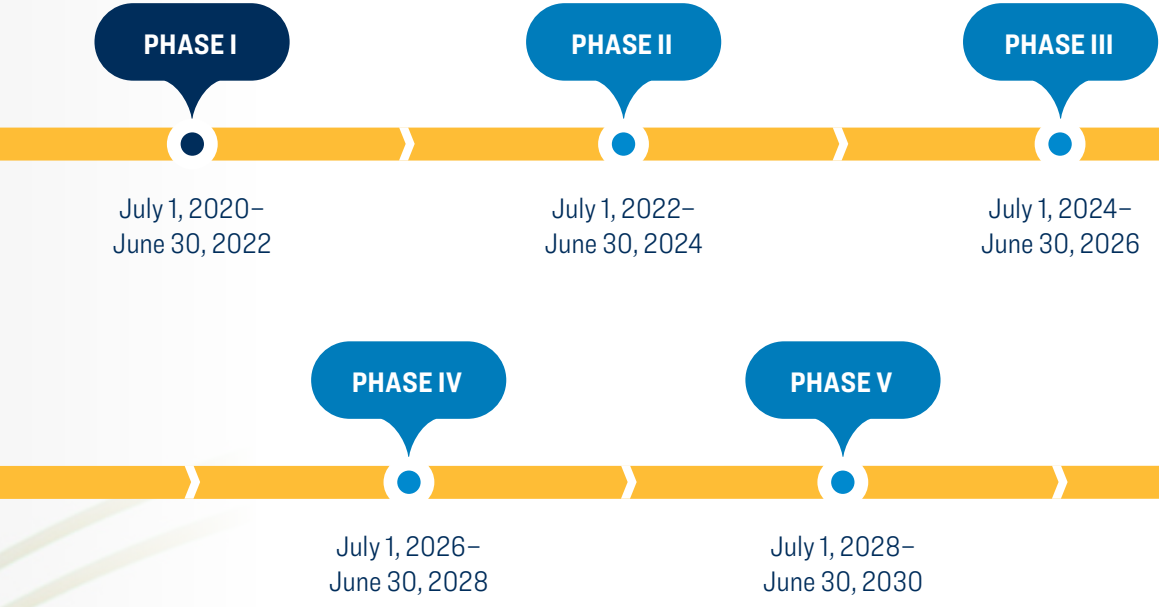 PHASE I
PHASE II
PHASE III
July 1, 2020–
June 30, 2022
July 1, 2022–
June 30, 2024
July 1, 2024–
June 30, 2026
PHASE IV
PHASE V
July 1, 2026–
June 30, 2028
July 1, 2028–
June 30, 2030